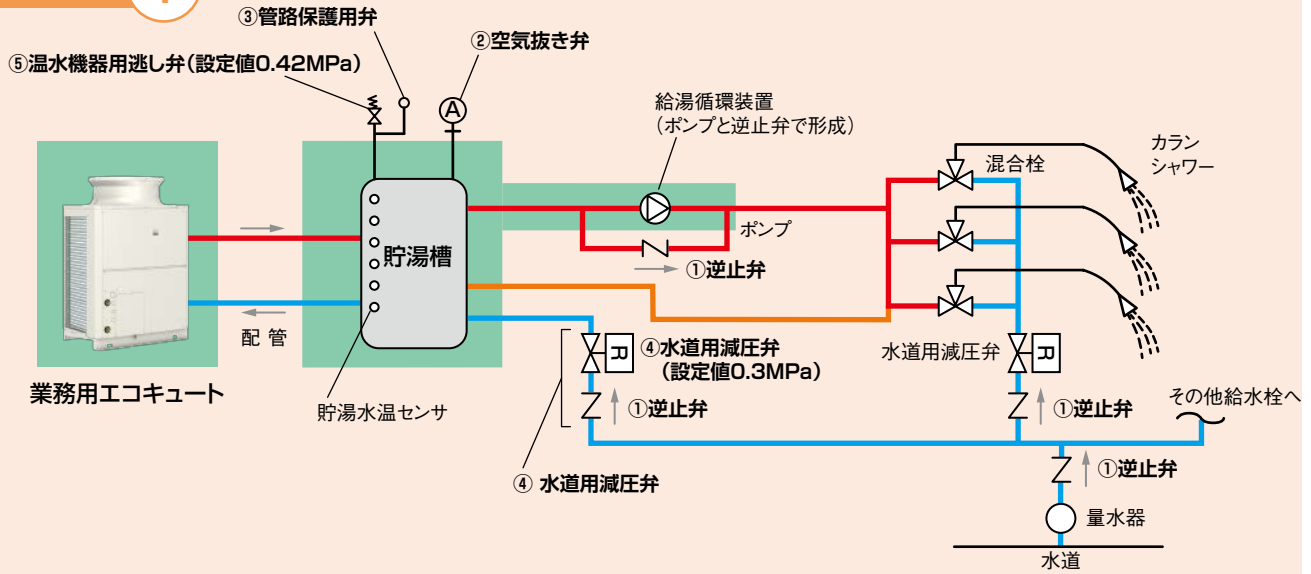 ③管路保護用弁
②空気抜き弁
⑤温水機器用逃し弁(設定値0.42MPa)
A
給湯循環装置
(ポンプと逆止弁で形成)
カラン
シャワー
混合栓
ポンプ
貯湯槽
①逆止弁
配 管
業務用エコキュート
貯湯水温センサ
R
④水道用減圧弁
(設定値0.3MPa)
①逆止弁
④ 水道用減圧弁
水道用減圧弁
R
①逆止弁
その他給水栓へ
①逆止弁
量水器
水道